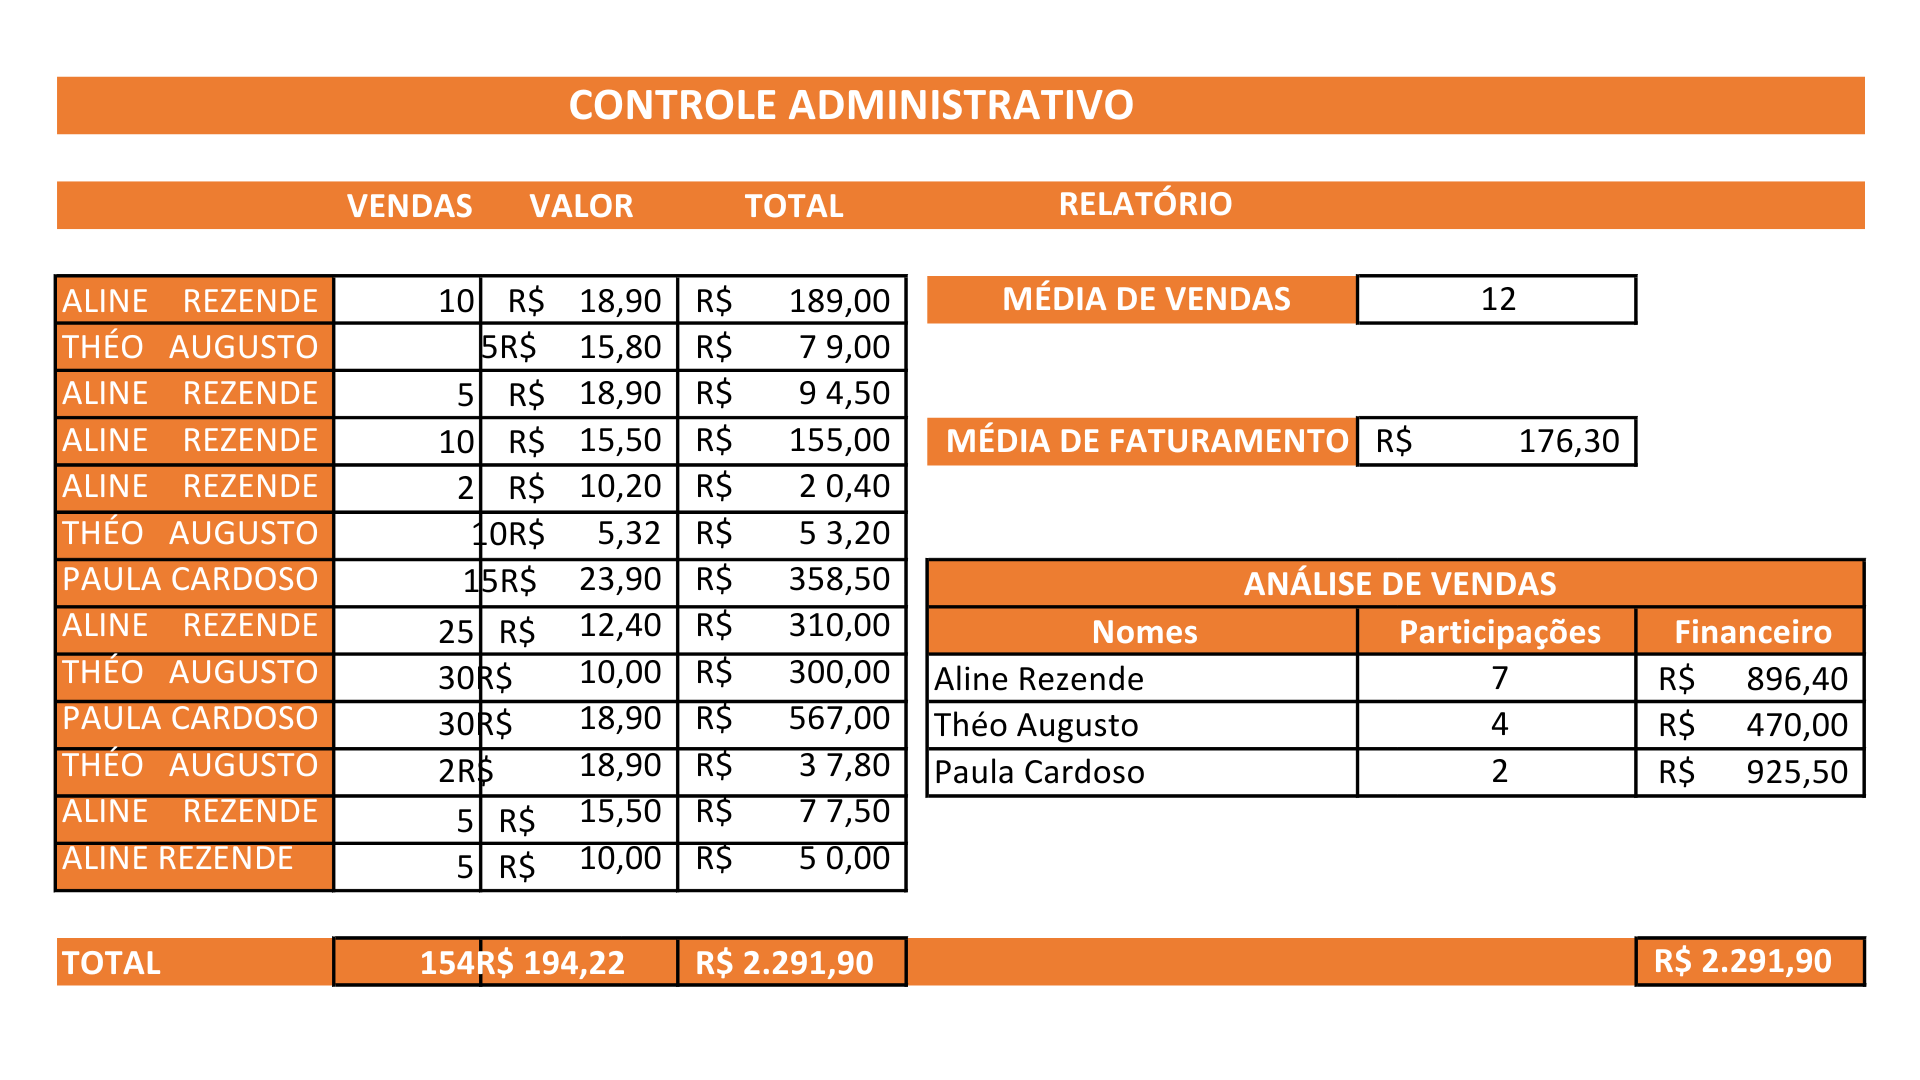 CONTROLE ADMINISTRATIVO
VENDAS VALOR TOTAL RELATÓRIO
ALINE REZENDE 10 R$ 18,90 R$ 189,00 MÉDIA DE VENDAS 12
THÉO AUGUSTO 5R$ 15,80 R$ 7 9,00
ALINE REZENDE 5 R$ 18,90 R$ 9 4,50
ALINE REZENDE 10 R$ 15,50 R$ 155,00 MÉDIA DE FATURAMENTO R$ 176,30
ALINE REZENDE 2 R$ 10,20 R$ 2 0,40
THÉO AUGUSTO 10R$ 5,32 R$ 5 3,20
PAULA CARDOSO 15R$ 23,90 R$ 358,50 ANÁLISE DE VENDAS
ALINE REZENDE 25 R$ 12,40 R$ 310,00 Nomes Participações Financeiro
THÉO AUGUSTO 30R$ 10,00 R$ 300,00 Aline Rezende 7 R$ 896,40
PAULA CARDOSO 30R$ 18,90 R$ 567,00 Théo Augusto 4 R$ 470,00
THÉO AUGUSTO 2R$ 18,90 R$ 3 7,80 Paula Cardoso 2 R$ 925,50
ALINE REZENDE 5 R$ 15,50 R$ 7 7,50
ALINE REZENDE 5 R$ 10,00 R$ 5 0,00
TOTAL 154R$ 194,22 R$ 2.291,90 R$ 2.291,90